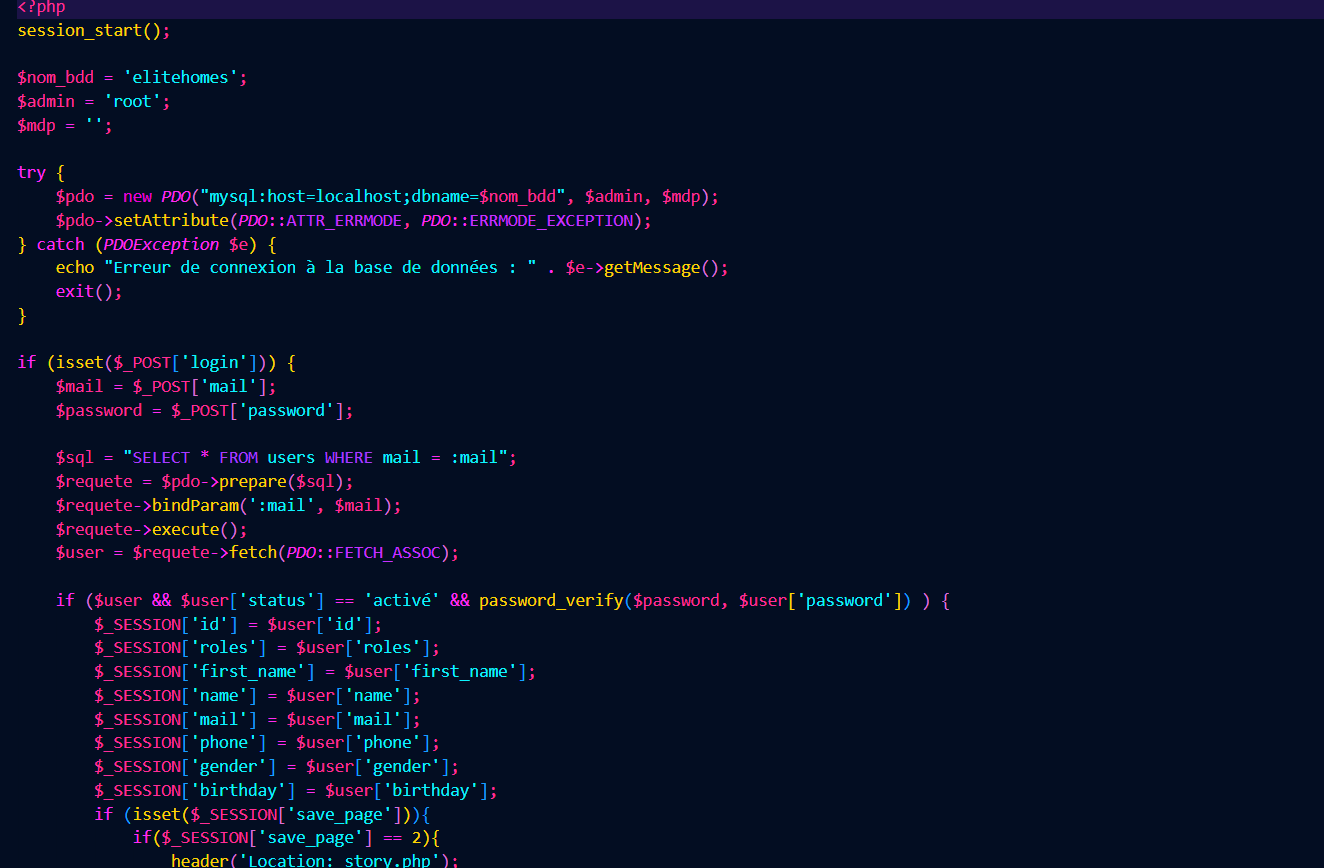 <?php
session_start();
$nom_bdd = 'elitehomes';
$admin = 'root';
$mdp = '';
try {
$pdo = new PDO("mysql:host=localhost;dbname=$nom_bdd", $admin, $mdp);
$pdo->setAttribute(PDO::ATTR_ERRMODE, PDO::ERRMODE_EXCEPTION);
} catch (PDOException $e) {
echo "Erreur de connexion à la base de données : " . $e->getMessage();
exit();
}
if (isset($_POST['login'])) {
$mail = $_POST['mail'];
$password = $_POST['password'];
$sql = "SELECT * FROM users WHERE mail = :mail";
$requete = $pdo->prepare($sql);
$requete->bindParam(':mail', $mail);
$requete->execute();
$user = $requete->fetch(PDO::FETCH_ASSOC);
if ($user && $user['status'] == 'activé' && password_verify($password, $user['password']) ) {
$_SESSION['id'] = $user['id'];
$_SESSION['roles'] = $user['roles'];
$_SESSION['first_name'] = $user['first_name'];
$_SESSION['name'] = $user['name'];
$_SESSION['mail'] = $user['mail'];
$_SESSION['phone'] = $user['phone'];
$_SESSION['gender'] = $user['gender'];
$_SESSION['birthday'] = $user['birthday'];
if (isset($_SESSION['save_page'])){
if($_SESSION['save_page'] == 2){
header('Location: story.php');